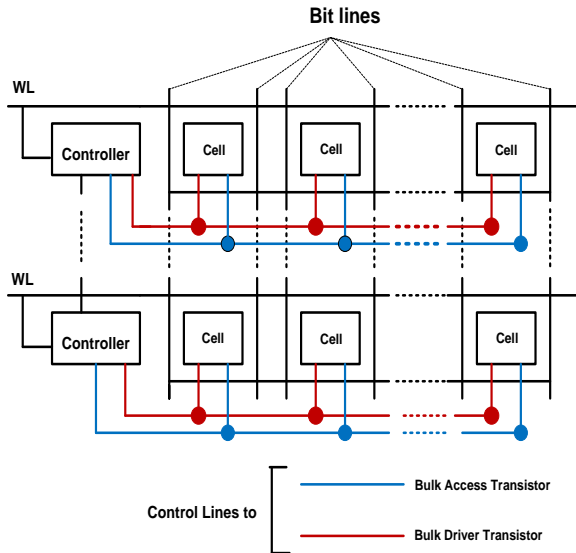 Bit lines
WL
Controller
Cell
Cell
Cell
WL
Controller
Cell
Cell
Cell
Control Lines to
Bulk Access Transistor
Bulk Driver Transistor